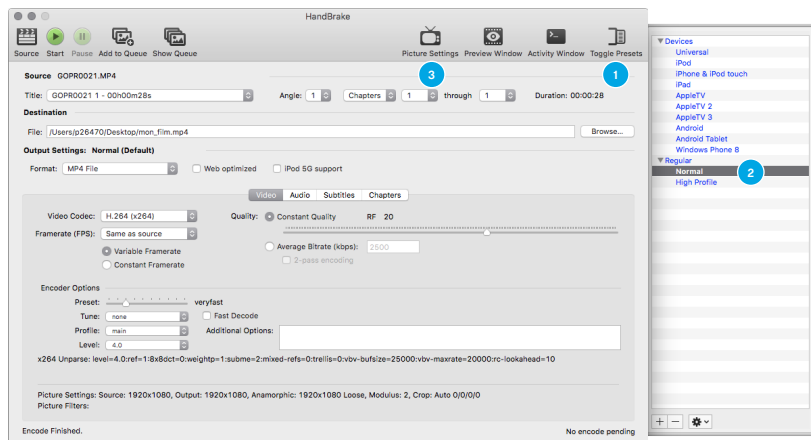 HandBrake
Source Start Pause Add to Queue Show Queue Picture Settings Preview Window Activity Window Toggle Presets
3 1
Source GOPR0021.MP4
Title: GOPR0021 1 - 00h00m28s Angle: 1 Chapters 1 through 1 Duration: 00:00:28
Destination
File: /Users/p26470/Desktop/mon_film.mp4 Browse...
Output Settings: Normal (Default)
Format: MP4 File Web optimized iPod 5G support
Video Audio Subtitles Chapters
Video Codec: H.264 (x264) Quality: Constant Quality RF 20
Framerate (FPS): Same as source
Variable Framerate Average Bitrate (kbps): 2500
Constant Framerate 2-pass encoding
Encoder Options
Preset: veryfast
Tune: none Fast Decode
Profile: main Additional Options:
Level: 4.0
x264 Unparse: level=4.0:ref=1:8x8dct=0:weightp=1:subme=2:mixed-refs=0:trellis=0:vbv-bufsize=25000:vbv-maxrate=20000:rc-lookahead=10
Picture Settings: Source: 1920x1080, Output: 1920x1080, Anamorphic: 1920x1080 Loose, Modulus: 2, Crop: Auto 0/0/0/0
Picture Filters:
Encode Finished. No encode pending
Devices
Universal
iPod
iPhone & iPod touch
iPad
AppleTV
AppleTV 2
AppleTV 3
Android
Android Tablet
Windows Phone 8
Regular
Normal 2
High Profile